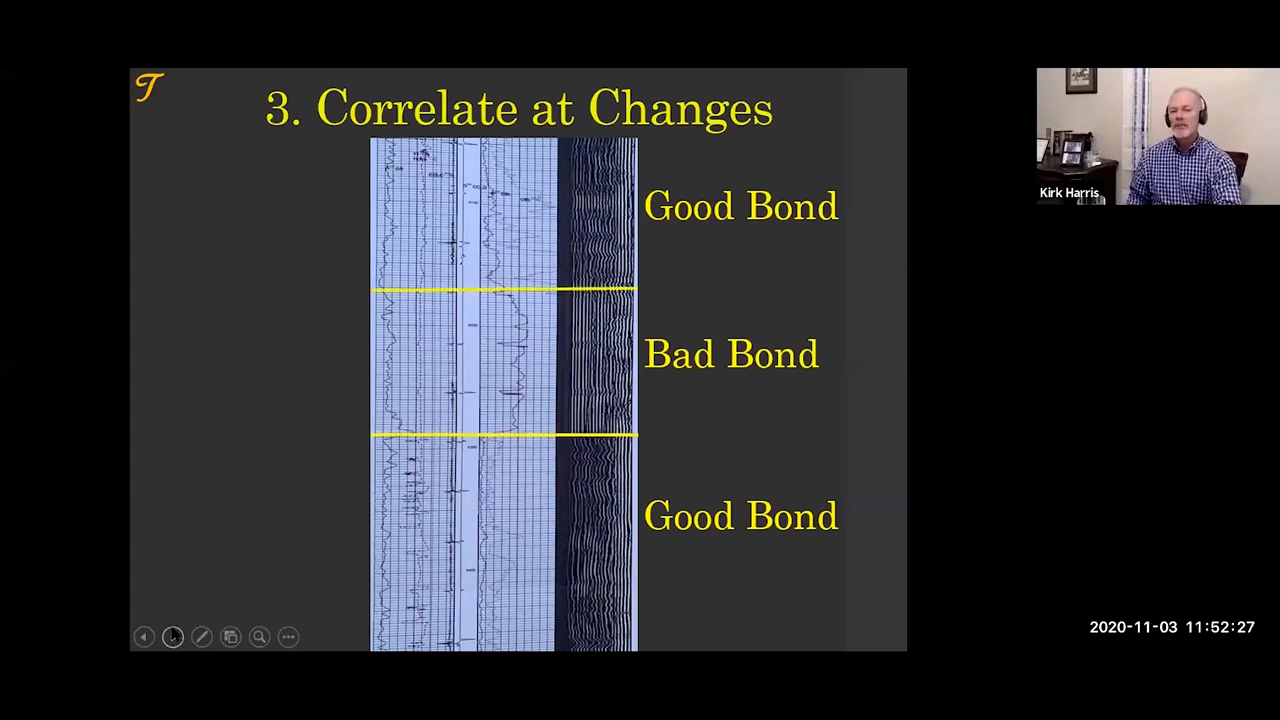 T
3. Correlate at Changes
Good Bond
Bad Bond
Good Bond
Kirk Harris
2020-11-03 11:52:27